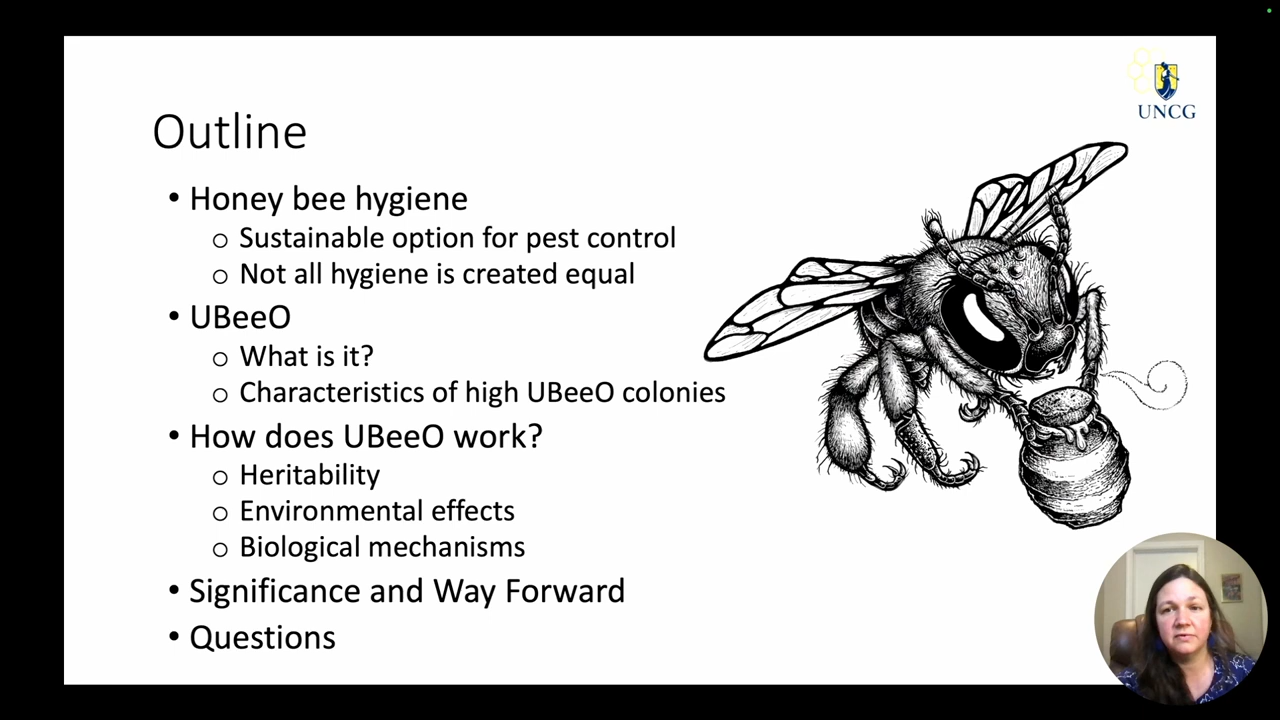 UNCG
Outline
• Honey bee hygiene
o Sustainable option for pest control
o Not all hygiene is created equal
• UBeeO
o What is it?
o Characteristics of high UBeeO colonies
• How does UBeeO work?
o Heritability
o Environmental effects
o Biological mechanisms
• Significance and Way Forward
• Questions